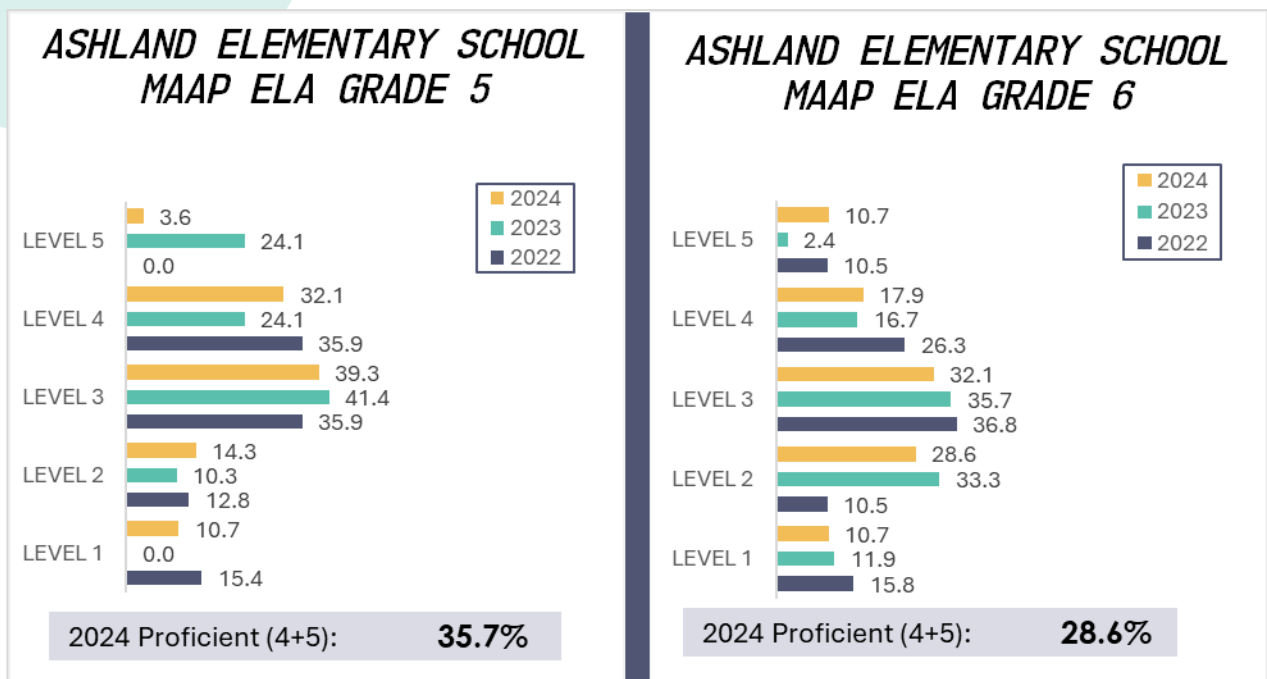 ASHLAND ELEMENTARY SCHOOL
MAAP ELA GRADE 5
2024
2023
2022
LEVEL 5
3.6
24.1
0.0
LEVEL 4
32.1
24.1
35.9
LEVEL 3
39.3
41.4
35.9
LEVEL 2
14.3
10.3
12.8
LEVEL 1
10.7
0.0
15.4
2024 Proficient (4+5): 35.7%
ASHLAND ELEMENTARY SCHOOL
MAAP ELA GRADE 6
2024
2023
2022
LEVEL 5
10.7
2.4
10.5
LEVEL 4
17.9
16.7
26.3
LEVEL 3
32.1
35.7
36.8
LEVEL 2
28.6
33.3
10.5
LEVEL 1
10.7
11.9
15.8
2024 Proficient (4+5): 28.6%